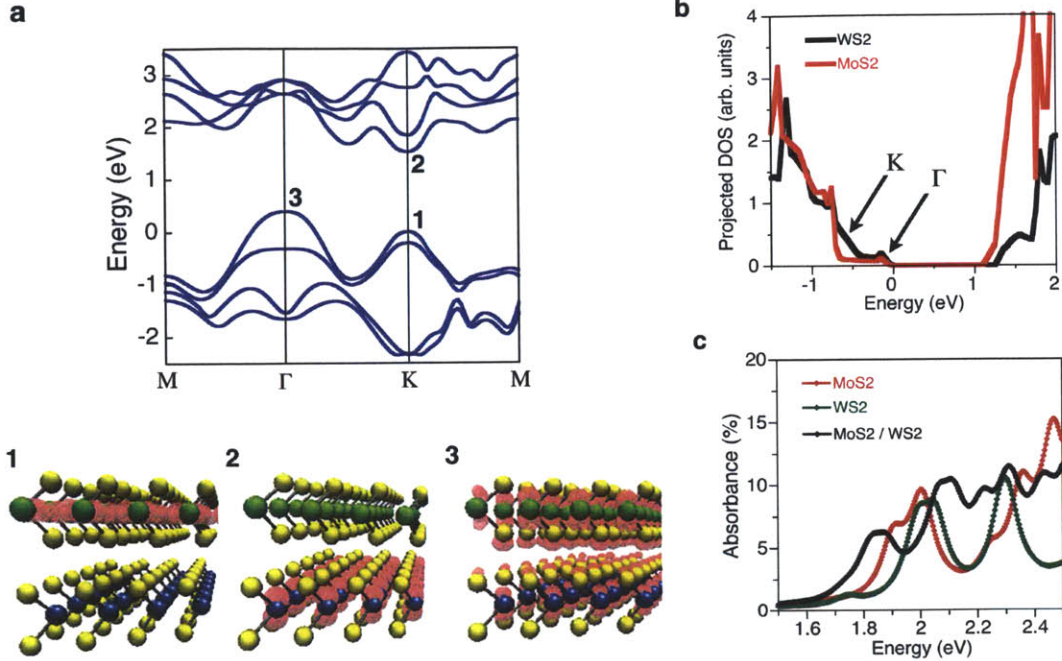 a
Energy (eV)
3
2
1
0
-1
-2
3
2
1
M
Γ
K
M
1
2
3
b
Projected DOS (arb. units)
4
3
2
1
0
WS2
MoS2
K
Γ
-1
0
1
2
Energy (eV)
c
Absorbance (%)
20
15
10
5
0
MoS2
WS2
MoS2 / WS2
1.6
1.8
2
2.2
2.4
Energy (eV)